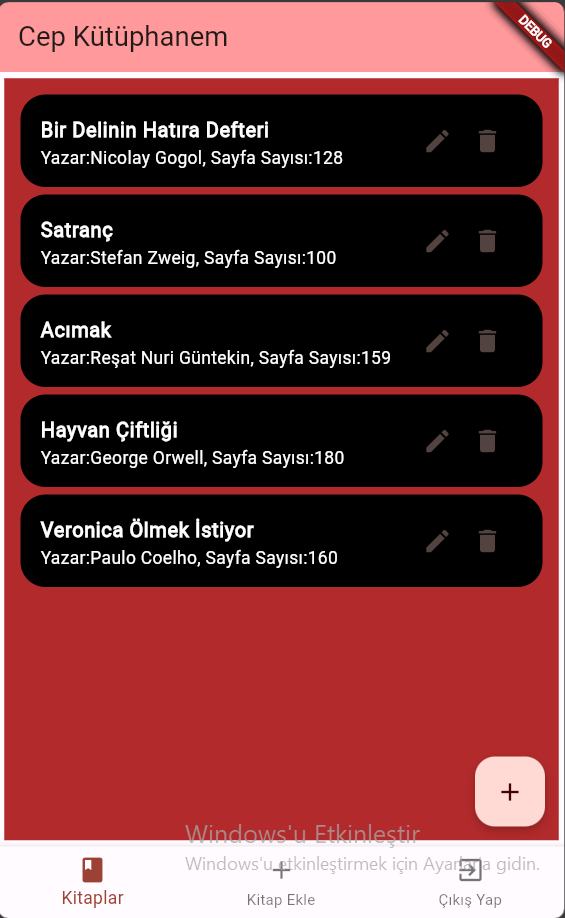 Cep Kütüphanem
DEBUG
Bir Delinin Hatıra Defteri
Yazar:Nicolay Gogol, Sayfa Sayısı:128
Satranç
Yazar:Stefan Zweig, Sayfa Sayısı:100
Acımak
Yazar:Reşat Nuri Güntekin, Sayfa Sayısı:159
Hayvan Çiftliği
Yazar:George Orwell, Sayfa Sayısı:180
Veronica Ölmek İstiyor
Yazar:Paulo Coelho, Sayfa Sayısı:160
Windows'u Etkinleştir
Windows'u etkinleştirmek için Ayarlara gidin.
Kitaplar
Kitap Ekle
Çıkış Yap